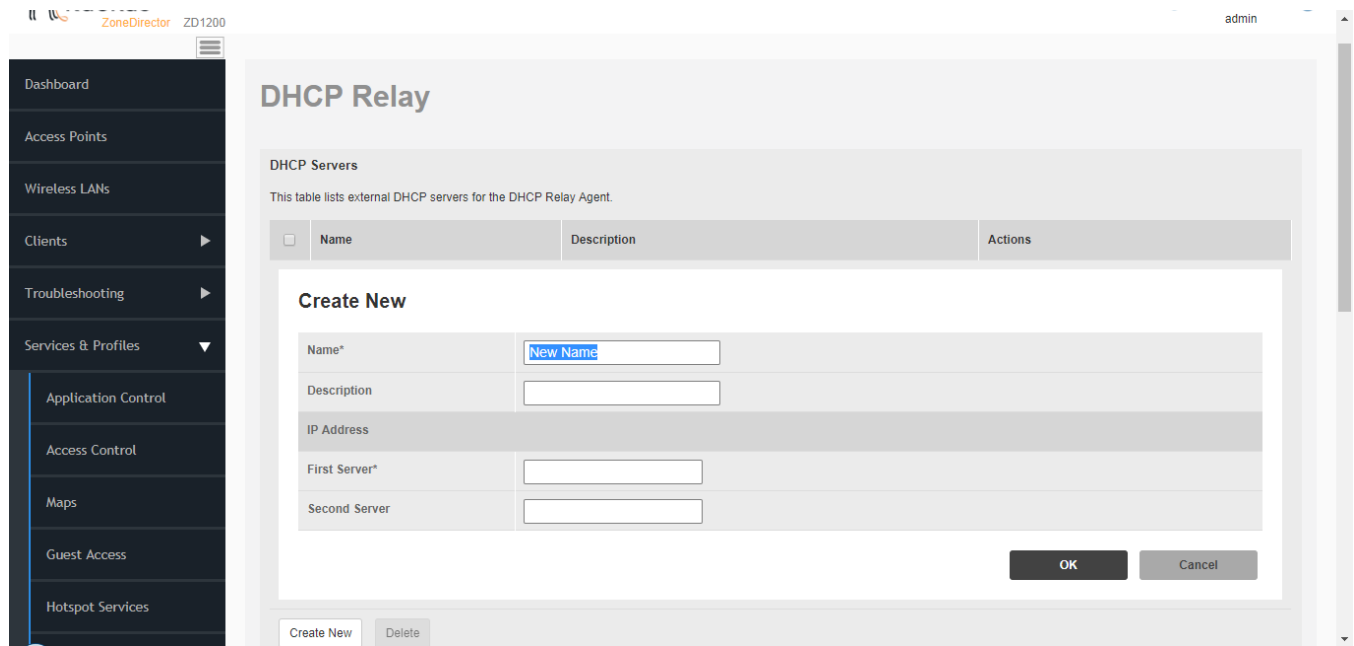 ZoneDirector ZD1200
admin
Dashboard
Access Points
Wireless LANs
Clients
Troubleshooting
Services & Profiles
Application Control
Access Control
Maps
Guest Access
Hotspot Services
DHCP Relay
DHCP Servers
This table lists external DHCP servers for the DHCP Relay Agent.
Name Description Actions
Create New
Name* New Name
Description
IP Address
First Server*
Second Server
OK Cancel
Create New Delete